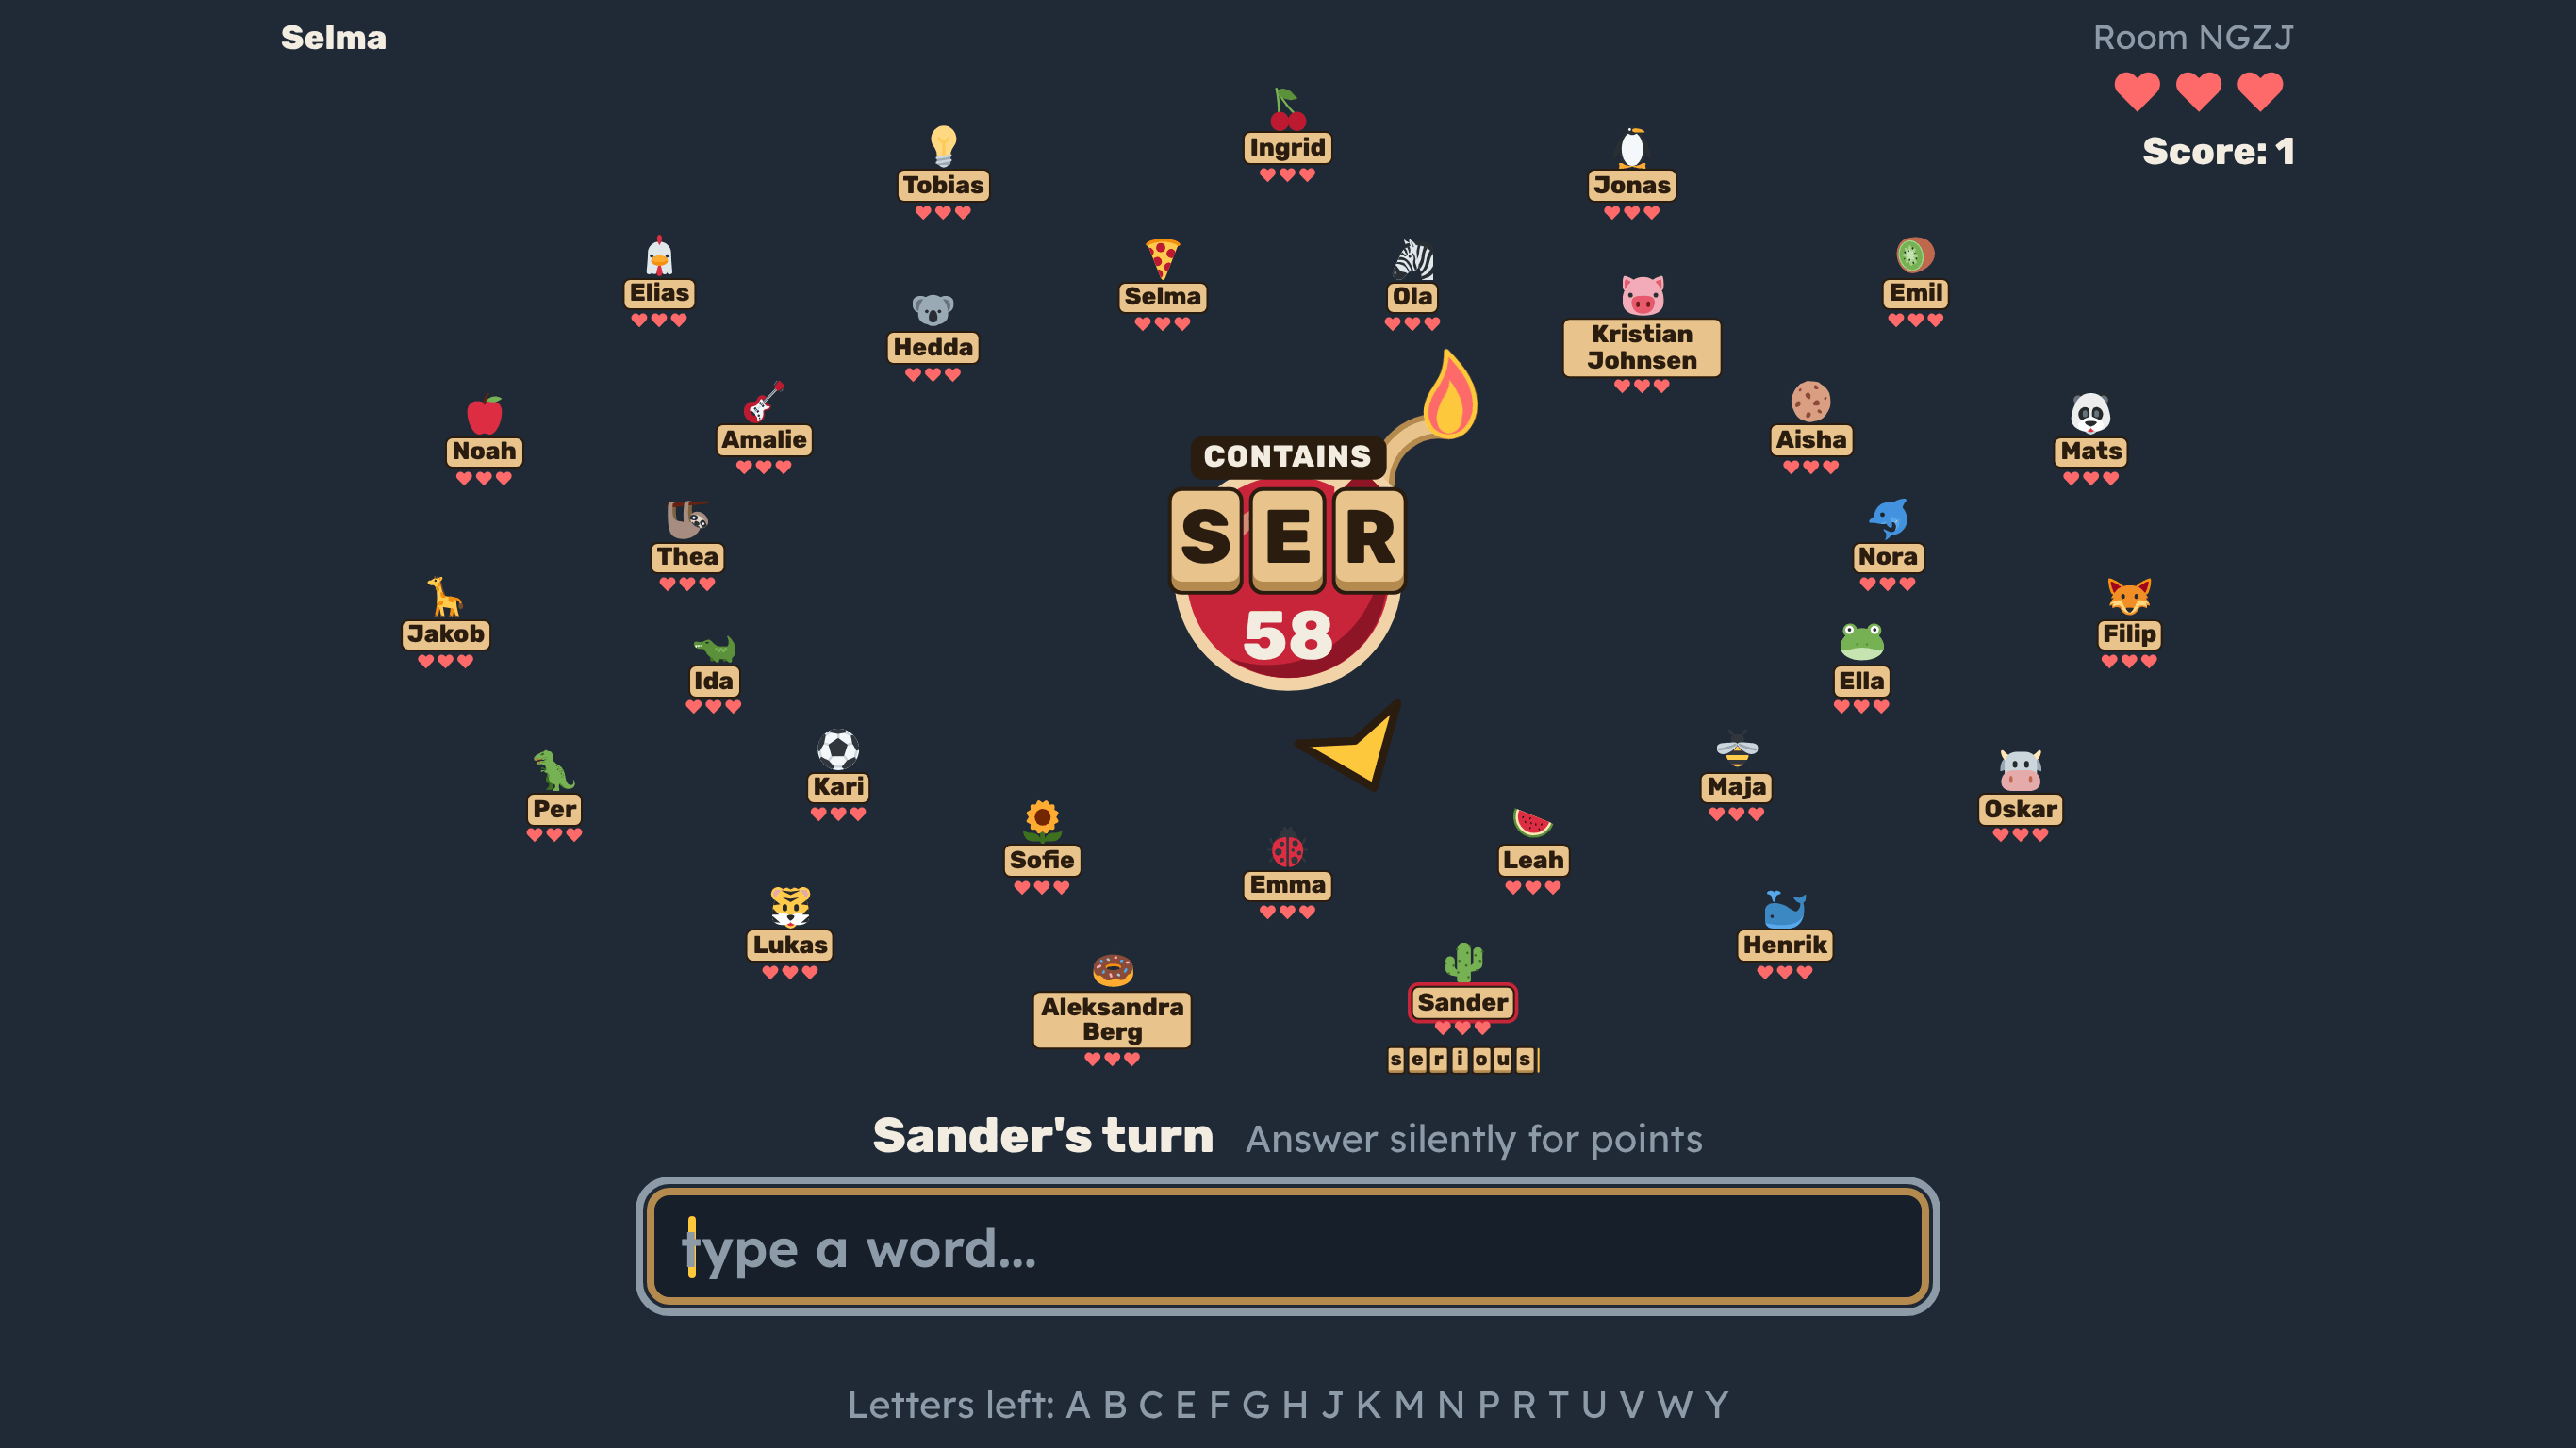 Selma
Room NGZJ
Score: 1
Ingrid
Tobias
Jonas
Elias
Selma
Ola
Emil
Kristian
Johnsen
Hedda
Noah
Amalie
Aisha
Mats
CONTAINS
SER
58
Thea
Nora
Jakob
Filip
Ida
Ella
Per
Kari
Maja
Oskar
Sofie
Emma
Leah
Lukas
Henrik
Aleksandra
Berg
Sander
serious
Sander's turn Answer silently for points
type a word...
Letters left: A B C E F G H J K M N P R T U V W Y